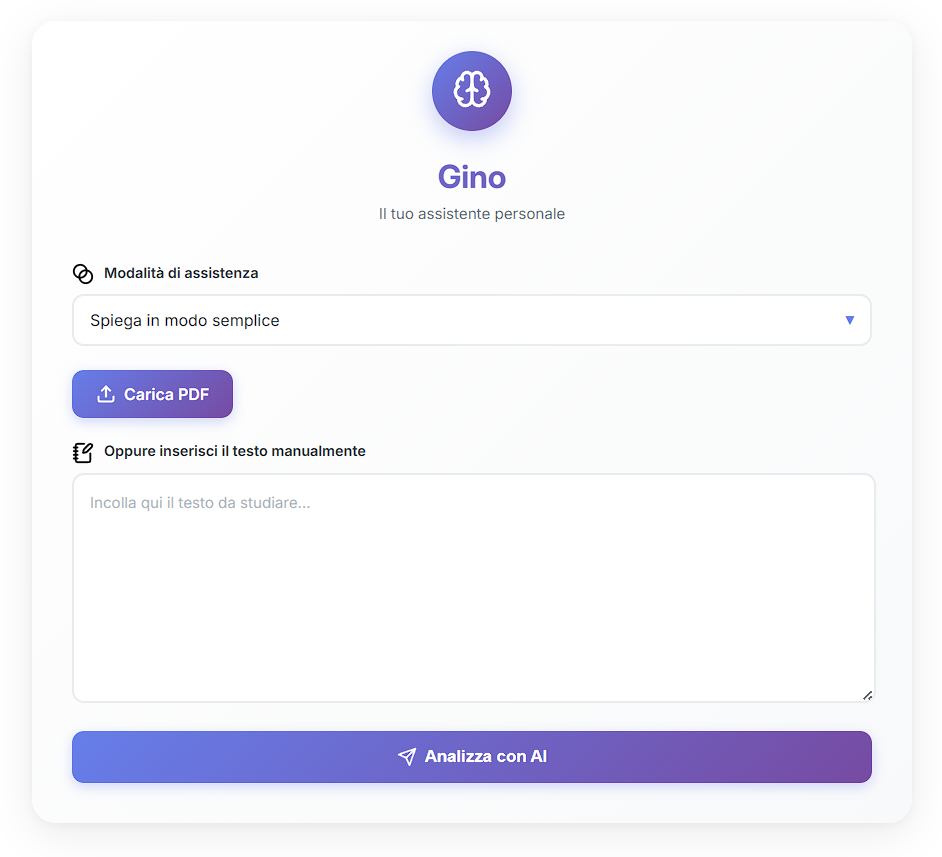 Gino
Il tuo assistente personale
Modalità di assistenza
Spiega in modo semplice
Carica PDF
Oppure inserisci il testo manualmente
Incolla qui il testo da studiare...
Analizza con AI